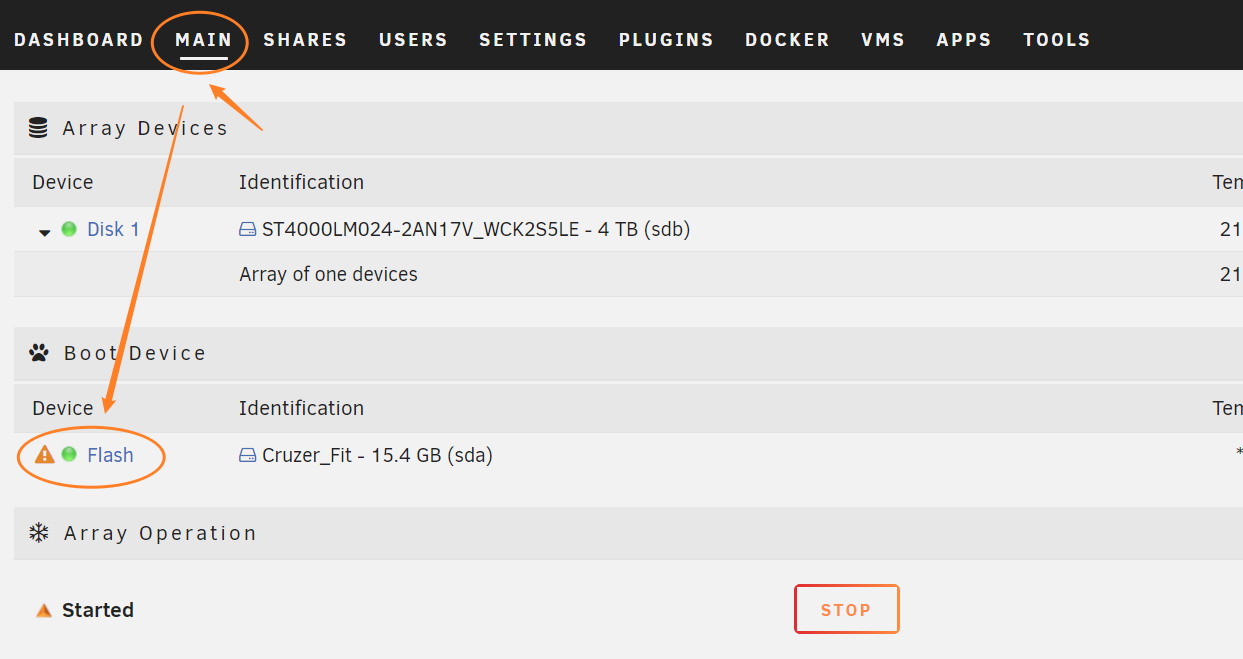 DASHBOARD MAIN SHARES USERS SETTINGS PLUGINS DOCKER VMS APPS TOOLS
Array Devices
Device Identification Tem
Disk 1 ST4000LM024-2AN17V_WCK2S5LE - 4 TB (sdb) 21
Array of one devices 21
Boot Device
Device Identification Tem
Flash Cruzer_Fit - 15.4 GB (sda) *
Array Operation
Started STOP